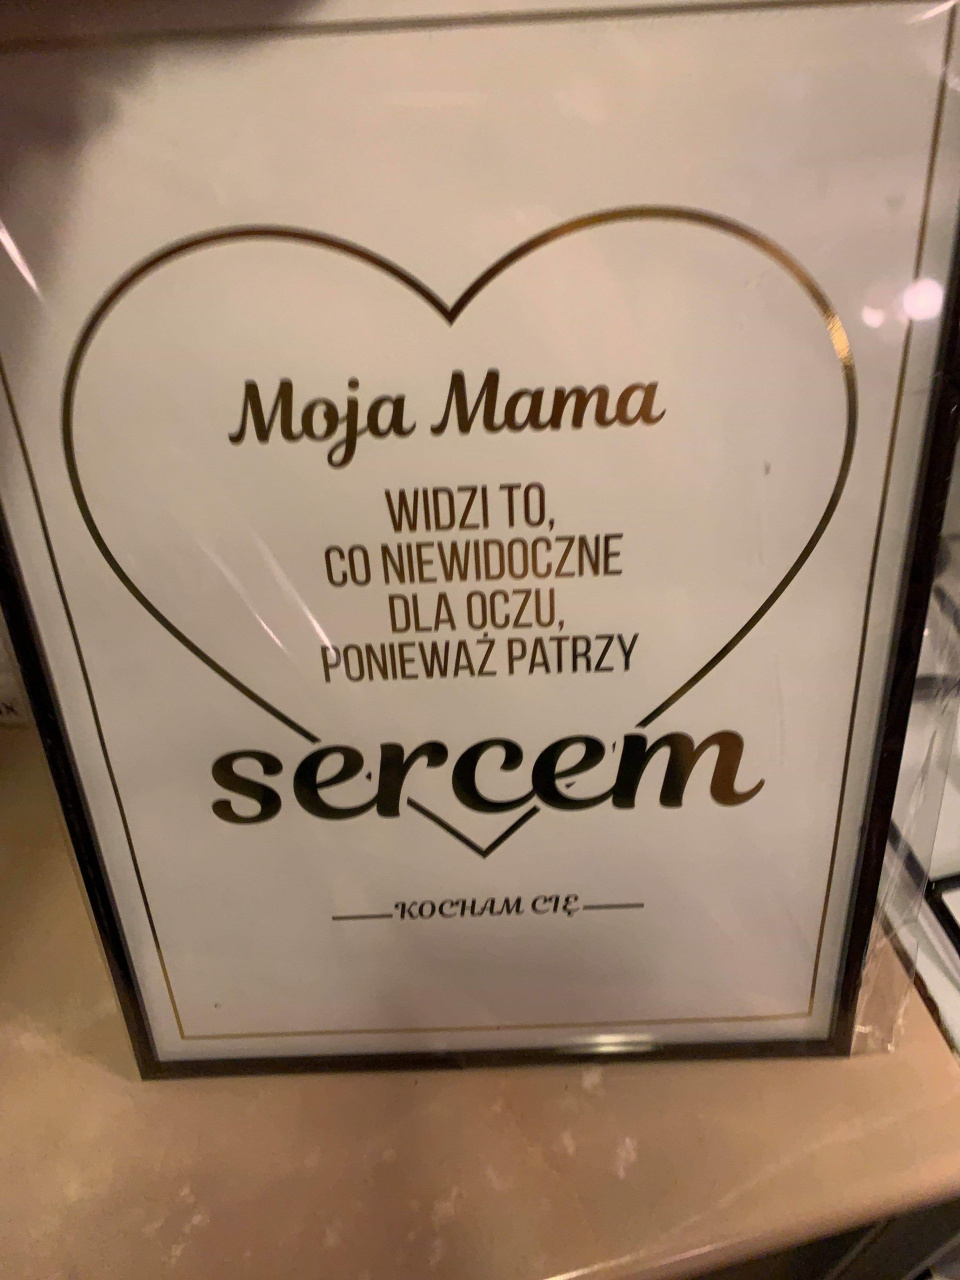 Moja Mama
WIDZI TO,
CO NIEWIDOCZNE
DLA OCZU,
PONIEWAŻ PATRZY
sercem
KOCHAM CIĘ